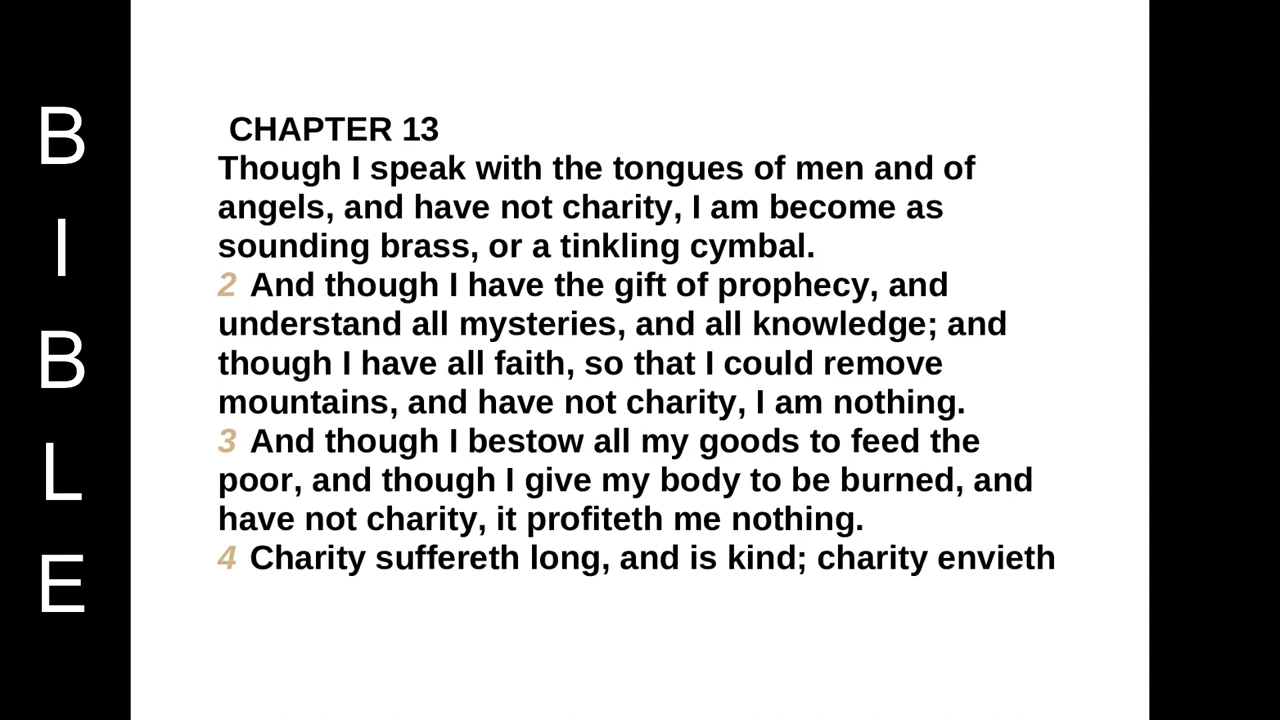 BIBLE
CHAPTER 13
Though I speak with the tongues of men and of
angels, and have not charity, I am become as
sounding brass, or a tinkling cymbal.
2 And though I have the gift of prophecy, and
understand all mysteries, and all knowledge; and
though I have all faith, so that I could remove
mountains, and have not charity, I am nothing.
3 And though I bestow all my goods to feed the
poor, and though I give my body to be burned, and
have not charity, it profiteth me nothing.
4 Charity suffereth long, and is kind; charity envieth